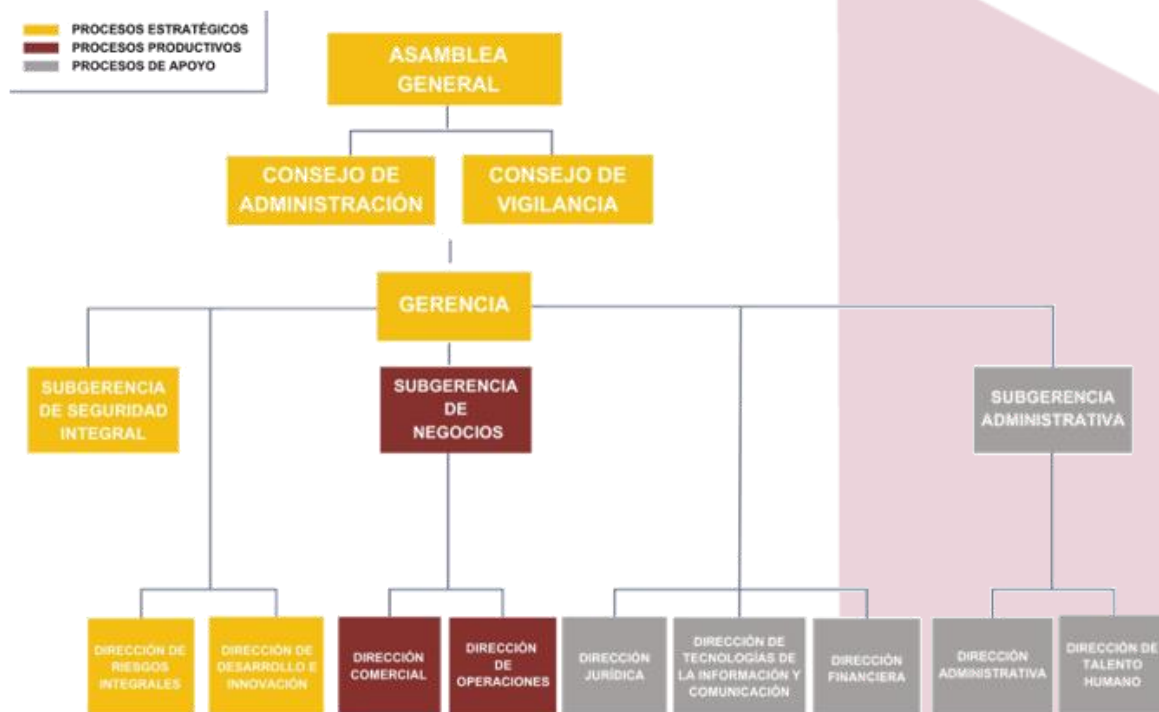 PROCESOS ESTRATÉGICOS
PROCESOS PRODUCTIVOS
PROCESOS DE APOYO
ASAMBLEA
GENERAL
CONSEJO DE
ADMINISTRACIÓN
CONSEJO DE
VIGILANCIA
GERENCIA
SUBGERENCIA
DE SEGURIDAD
INTEGRAL
SUBGERENCIA
DE
NEGOCIOS
SUBGERENCIA
ADMINISTRATIVA
DIRECCIÓN DE
RIESGOS
INTEGRALES
DIRECCIÓN DE
DESARROLLO E
INNOVACIÓN
DIRECCIÓN
COMERCIAL
DIRECCIÓN
DE
OPERACIONES
DIRECCIÓN
JURÍDICA
DIRECCIÓN DE
TECNOLOGÍAS DE
LA INFORMACIÓN Y
COMUNICACIÓN
DIRECCIÓN
FINANCIERA
DIRECCIÓN
ADMINISTRATIVA
DIRECCIÓN DE
TALENTO
HUMANO